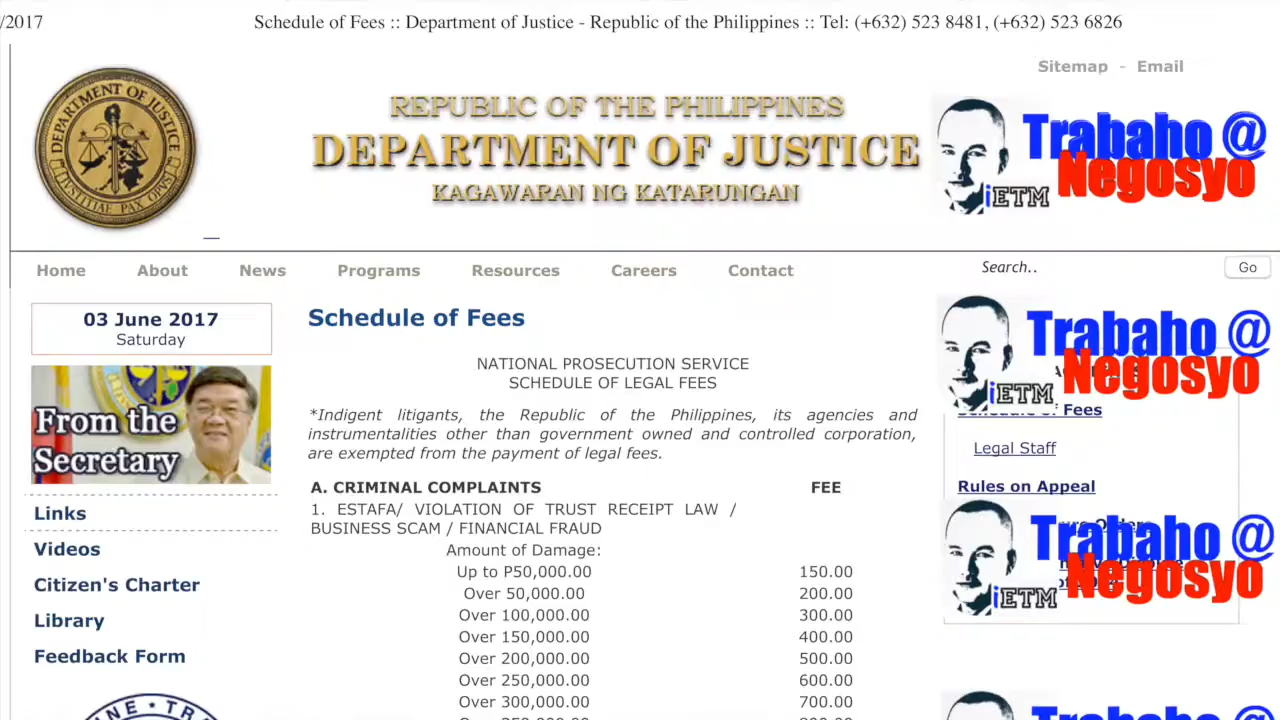 /2017
Schedule of Fees :: Department of Justice - Republic of the Philippines :: Tel: (+632) 523 8481, (+632) 523 6826
Sitemap - Email
DEPARTMENT OF JUSTICE
REPUBLIC OF THE PHILIPPINES
DEPARTMENT OF JUSTICE
KAGAWARAN NG KATARUNGAN
Trabaho @
Negosyo
iETM
Home About News Programs Resources Careers Contact
Search..
Go
03 June 2017
Saturday
From the
Secretary
Links
Videos
Citizen's Charter
Library
Feedback Form
Schedule of Fees
NATIONAL PROSECUTION SERVICE
SCHEDULE OF LEGAL FEES
*Indigent litigants, the Republic of the Philippines, its agencies and
instrumentalities other than government owned and controlled corporation,
are exempted from the payment of legal fees.
A. CRIMINAL COMPLAINTS FEE
1. ESTAFA/ VIOLATION OF TRUST RECEIPT LAW /
BUSINESS SCAM / FINANCIAL FRAUD
Amount of Damage:
Up to P50,000.00 150.00
Over 50,000.00 200.00
Over 100,000.00 300.00
Over 150,000.00 400.00
Over 200,000.00 500.00
Over 250,000.00 600.00
Over 300,000.00 700.00
Trabaho @
Negosyo
iETM
Schedule of Fees
Legal Staff
Rules on Appeal
Trabaho @
Negosyo
iETM